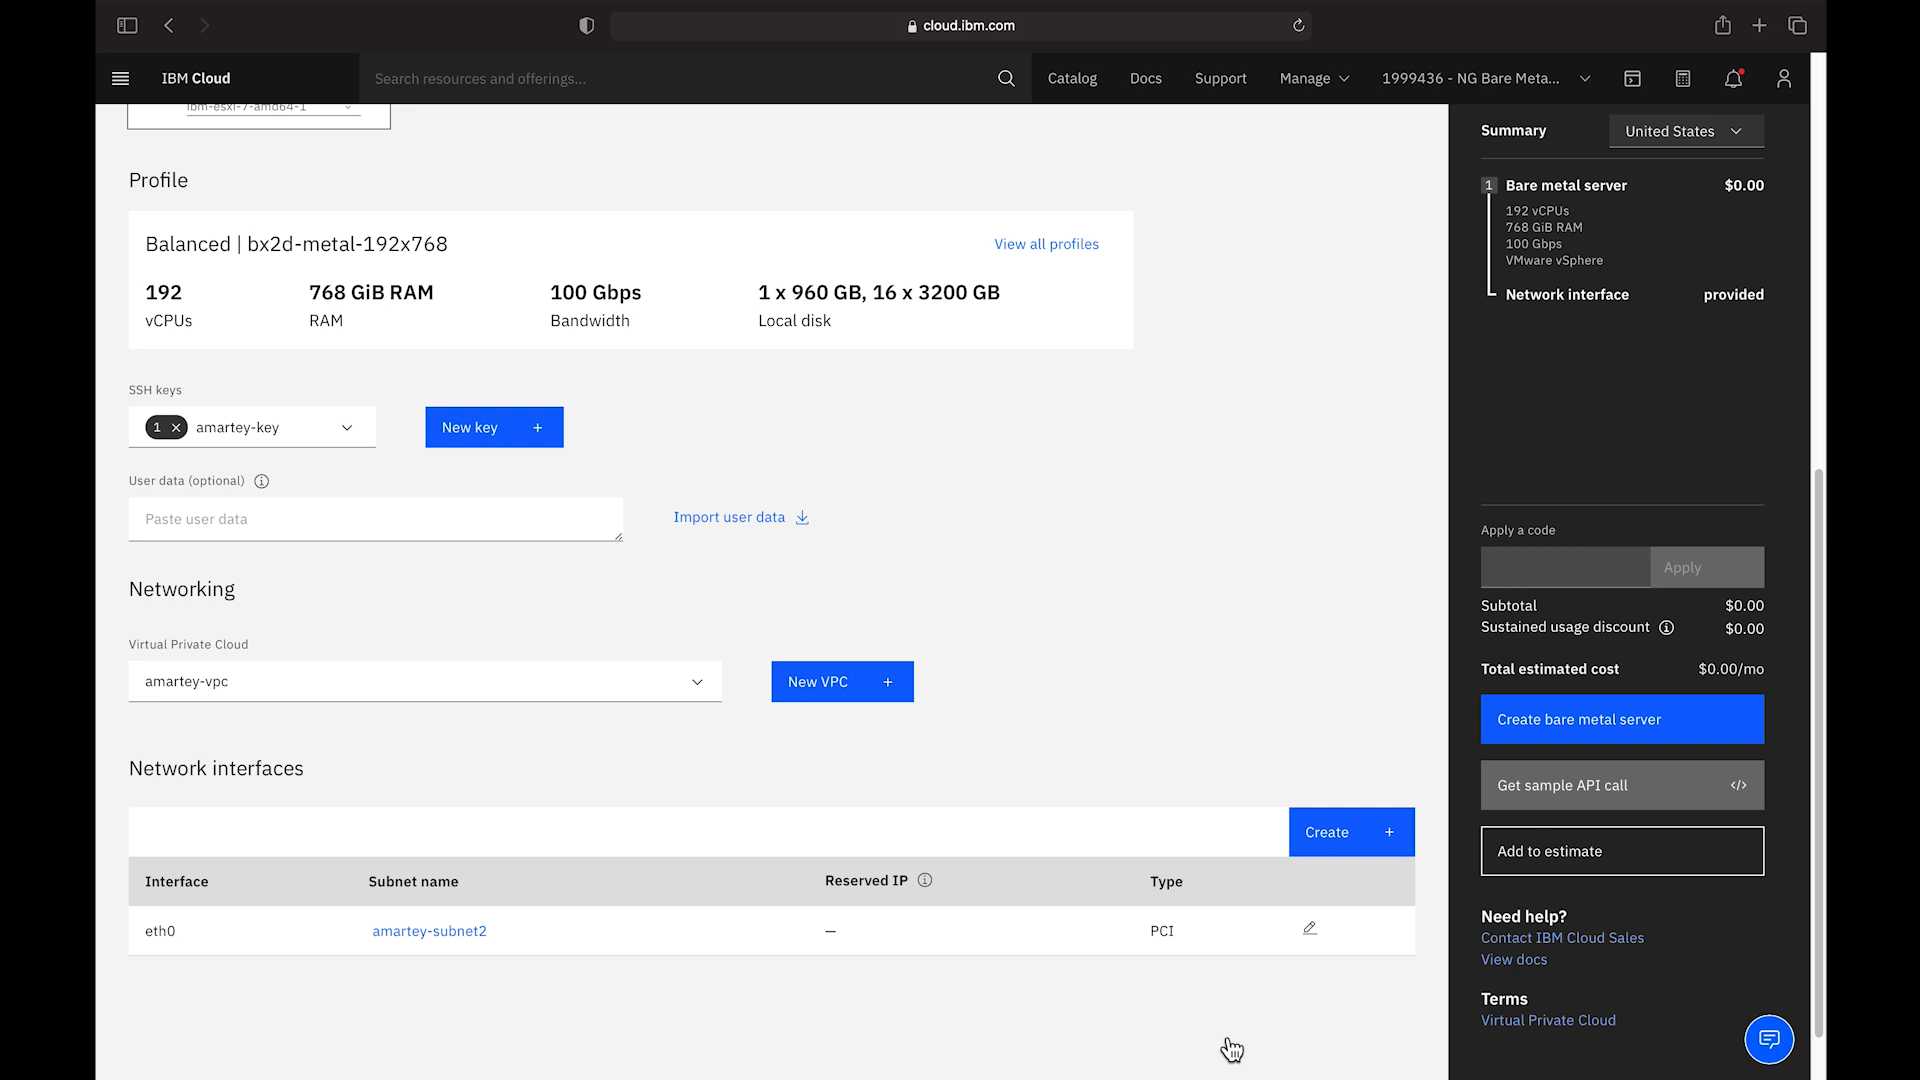 cloud.ibm.com
IBM Cloud
Search resources and offerings...
Catalog
Docs
Support
Manage
1999436 - NG Bare Meta...
ibm-esxi-7-amd64-1
Profile
Balanced | bx2d-metal-192x768
View all profiles
192
vCPUs
768 GiB RAM
RAM
100 Gbps
Bandwidth
1 x 960 GB, 16 x 3200 GB
Local disk
SSH keys
1 × amartey-key
New key +
User data (optional)
Paste user data
Import user data
Networking
Virtual Private Cloud
amartey-vpc
New VPC +
Network interfaces
Create +
Interface Subnet name Reserved IP Type
eth0 amartey-subnet2 – PCI
Summary
United States
1 Bare metal server $0.00
192 vCPUs
768 GiB RAM
100 Gbps
VMware vSphere
Network interface provided
Apply a code
Apply
Subtotal $0.00
Sustained usage discount $0.00
Total estimated cost $0.00/mo
Create bare metal server
Get sample API call </>
Add to estimate
Need help?
Contact IBM Cloud Sales
View docs
Terms
Virtual Private Cloud